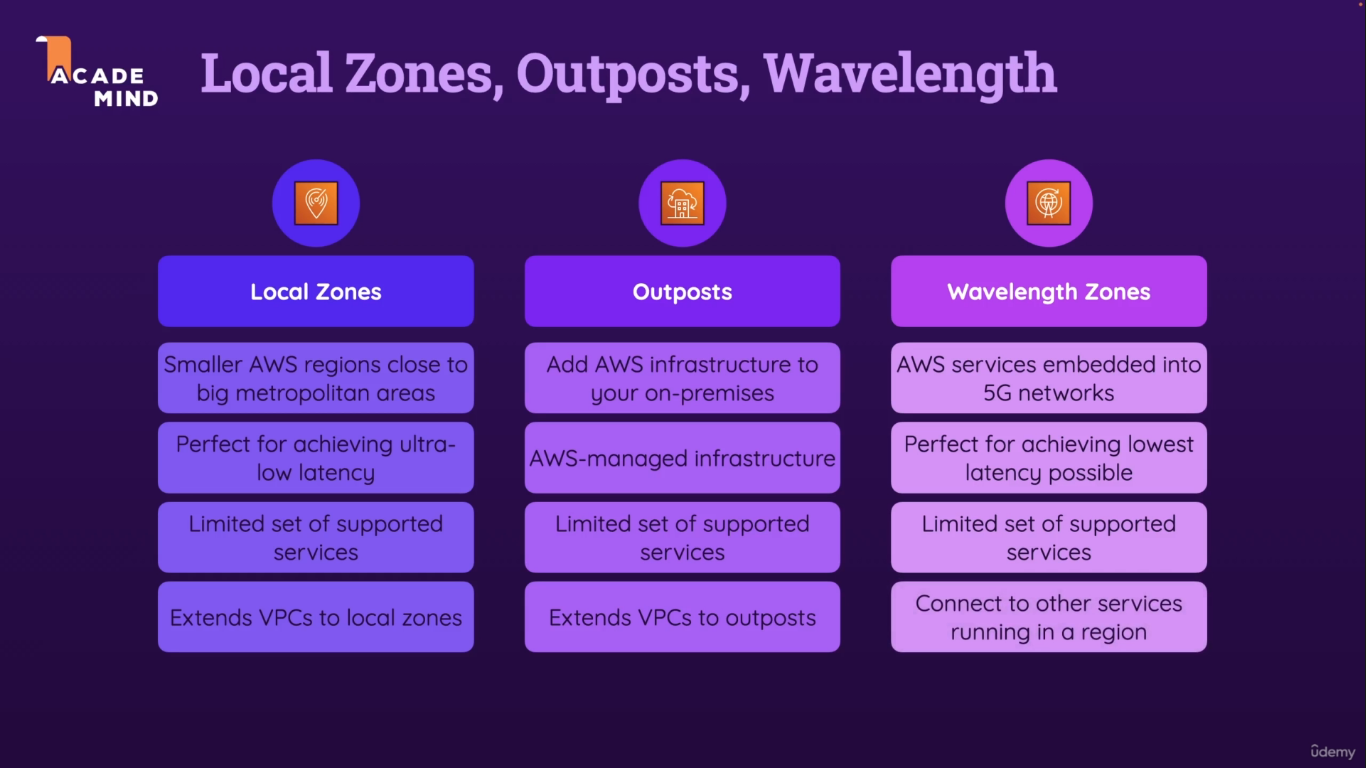 ACADE
MIND
Local Zones, Outposts, Wavelength
Local Zones
Smaller AWS regions close to
big metropolitan areas
Perfect for achieving ultra-
low latency
Limited set of supported
services
Extends VPCs to local zones
Outposts
Add AWS infrastructure to
your on-premises
AWS-managed infrastructure
Limited set of supported
services
Extends VPCs to outposts
Wavelength Zones
AWS services embedded into
5G networks
Perfect for achieving lowest
latency possible
Limited set of supported
services
Connect to other services
running in a region
ûdemy